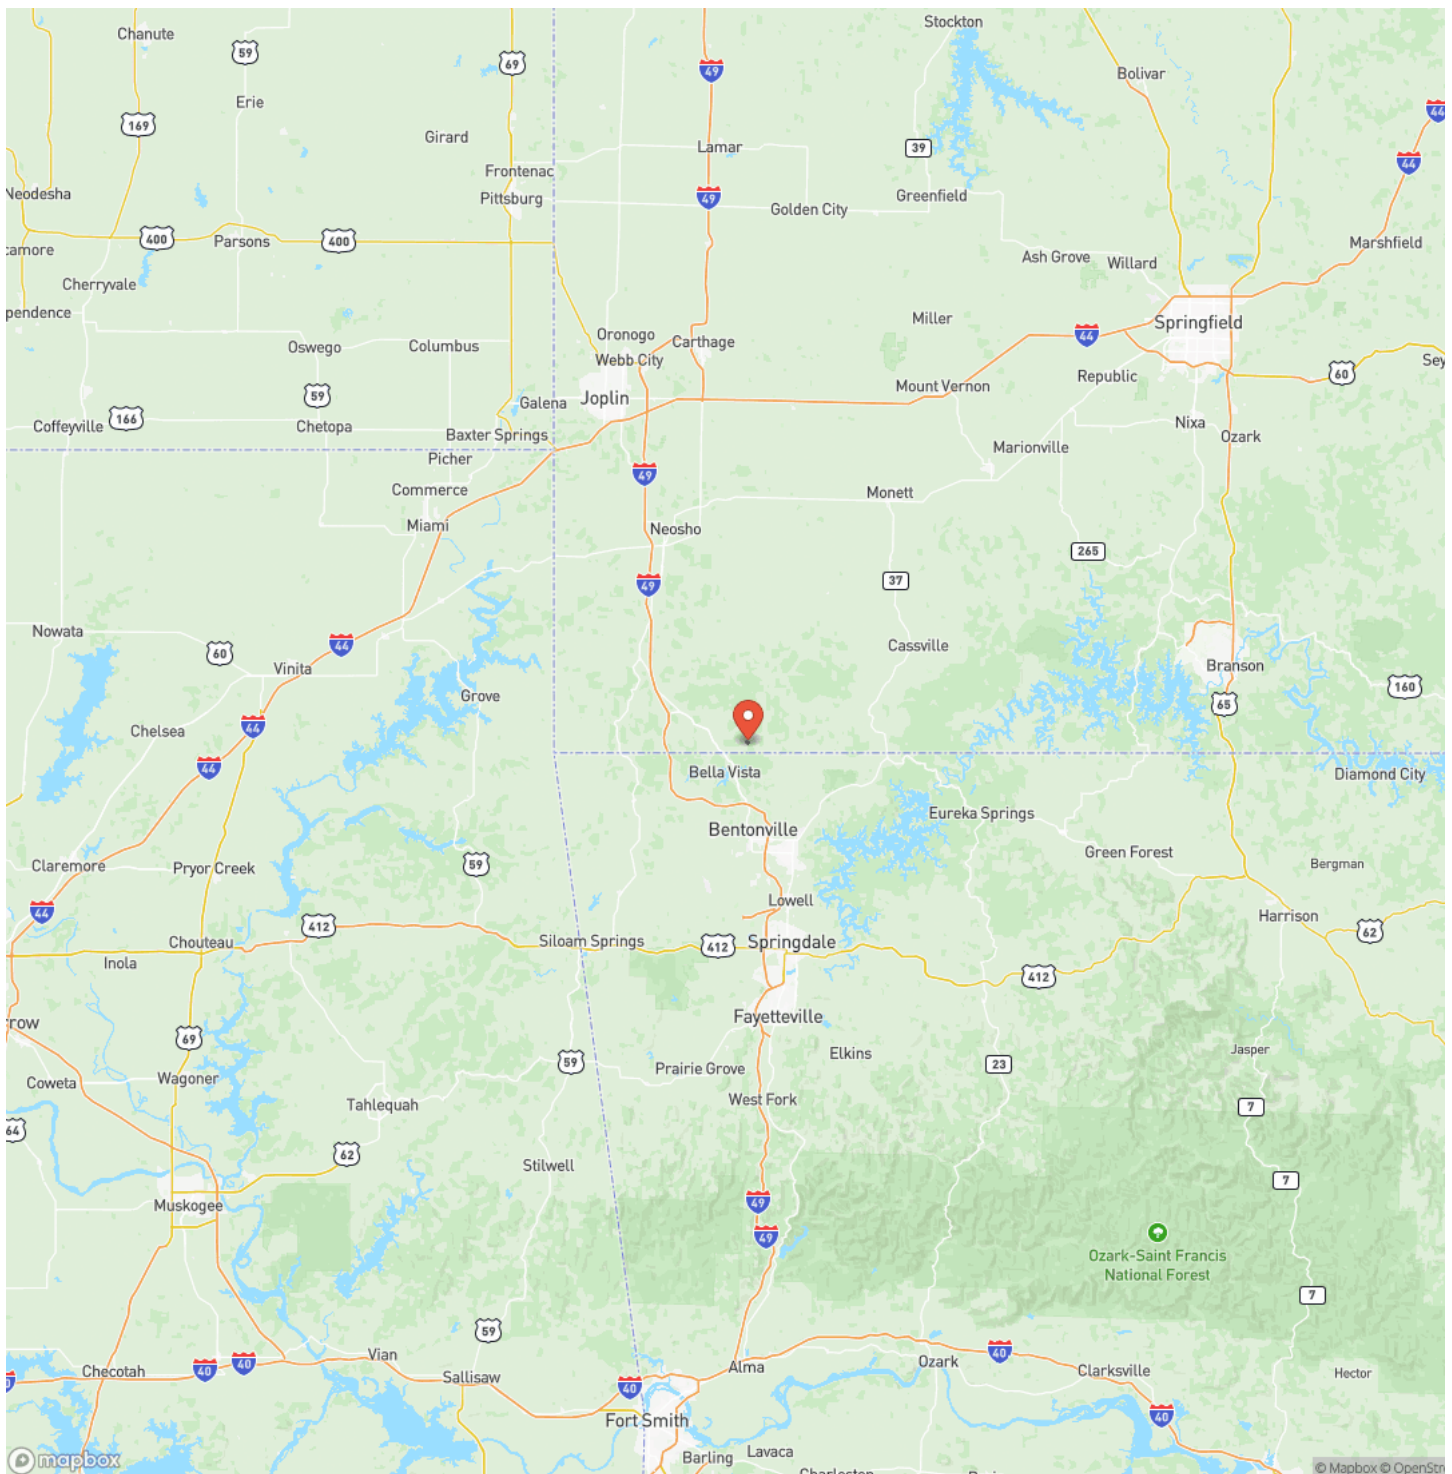 Stockton
Chanute
59
69
49
Bolivar
Erie
44
169
Girard
Lamar
39
44
Frontenac
Neodesha
Pittsburg
49
Greenfield
Golden City
400
Parsons
400
Marshfield
camore
Ash Grove
Willard
Cherryvale
pendence
Miller
Springfield
Oronogo
44
Oswego
Columbus
Carthage
Webb City
60
Sey
Republic
Mount Vernon
59
Joplin
Galena
166
Coffeyville
Chetopa
Nixa
Baxter Springs
Ozark
Marionville
Picher
49
Commerce
Monett
Miami
Neosho
265
37
49
Nowata
44
60
Cassville
Vinita
Branson
Grove
160
65
44
Chelsea
44
Bella Vista
Diamond City
Eureka Springs
Bentonville
Green Forest
Claremore
Pryor Creek
59
Bergman
Lowell
44
412
Harrison
Chouteau
Siloam Springs
412
Springdale
62
Inola
412
Fayetteville
rrow
69
Elkins
Jasper
59
23
Prairie Grove
Coweta
Wagoner
West Fork
Tahlequah
7
64
62
Stilwell
7
49
Muskogee
49
Ozark-Saint Francis
National Forest
7
59
40
Vian
Ozark
40
40
Alma
Checotah
Clarksville
Hector
Sallisaw
0
40
40
Fort Smith
Lavaca
Barling
mapbox
Charleston
© Mapbox © OpenStre